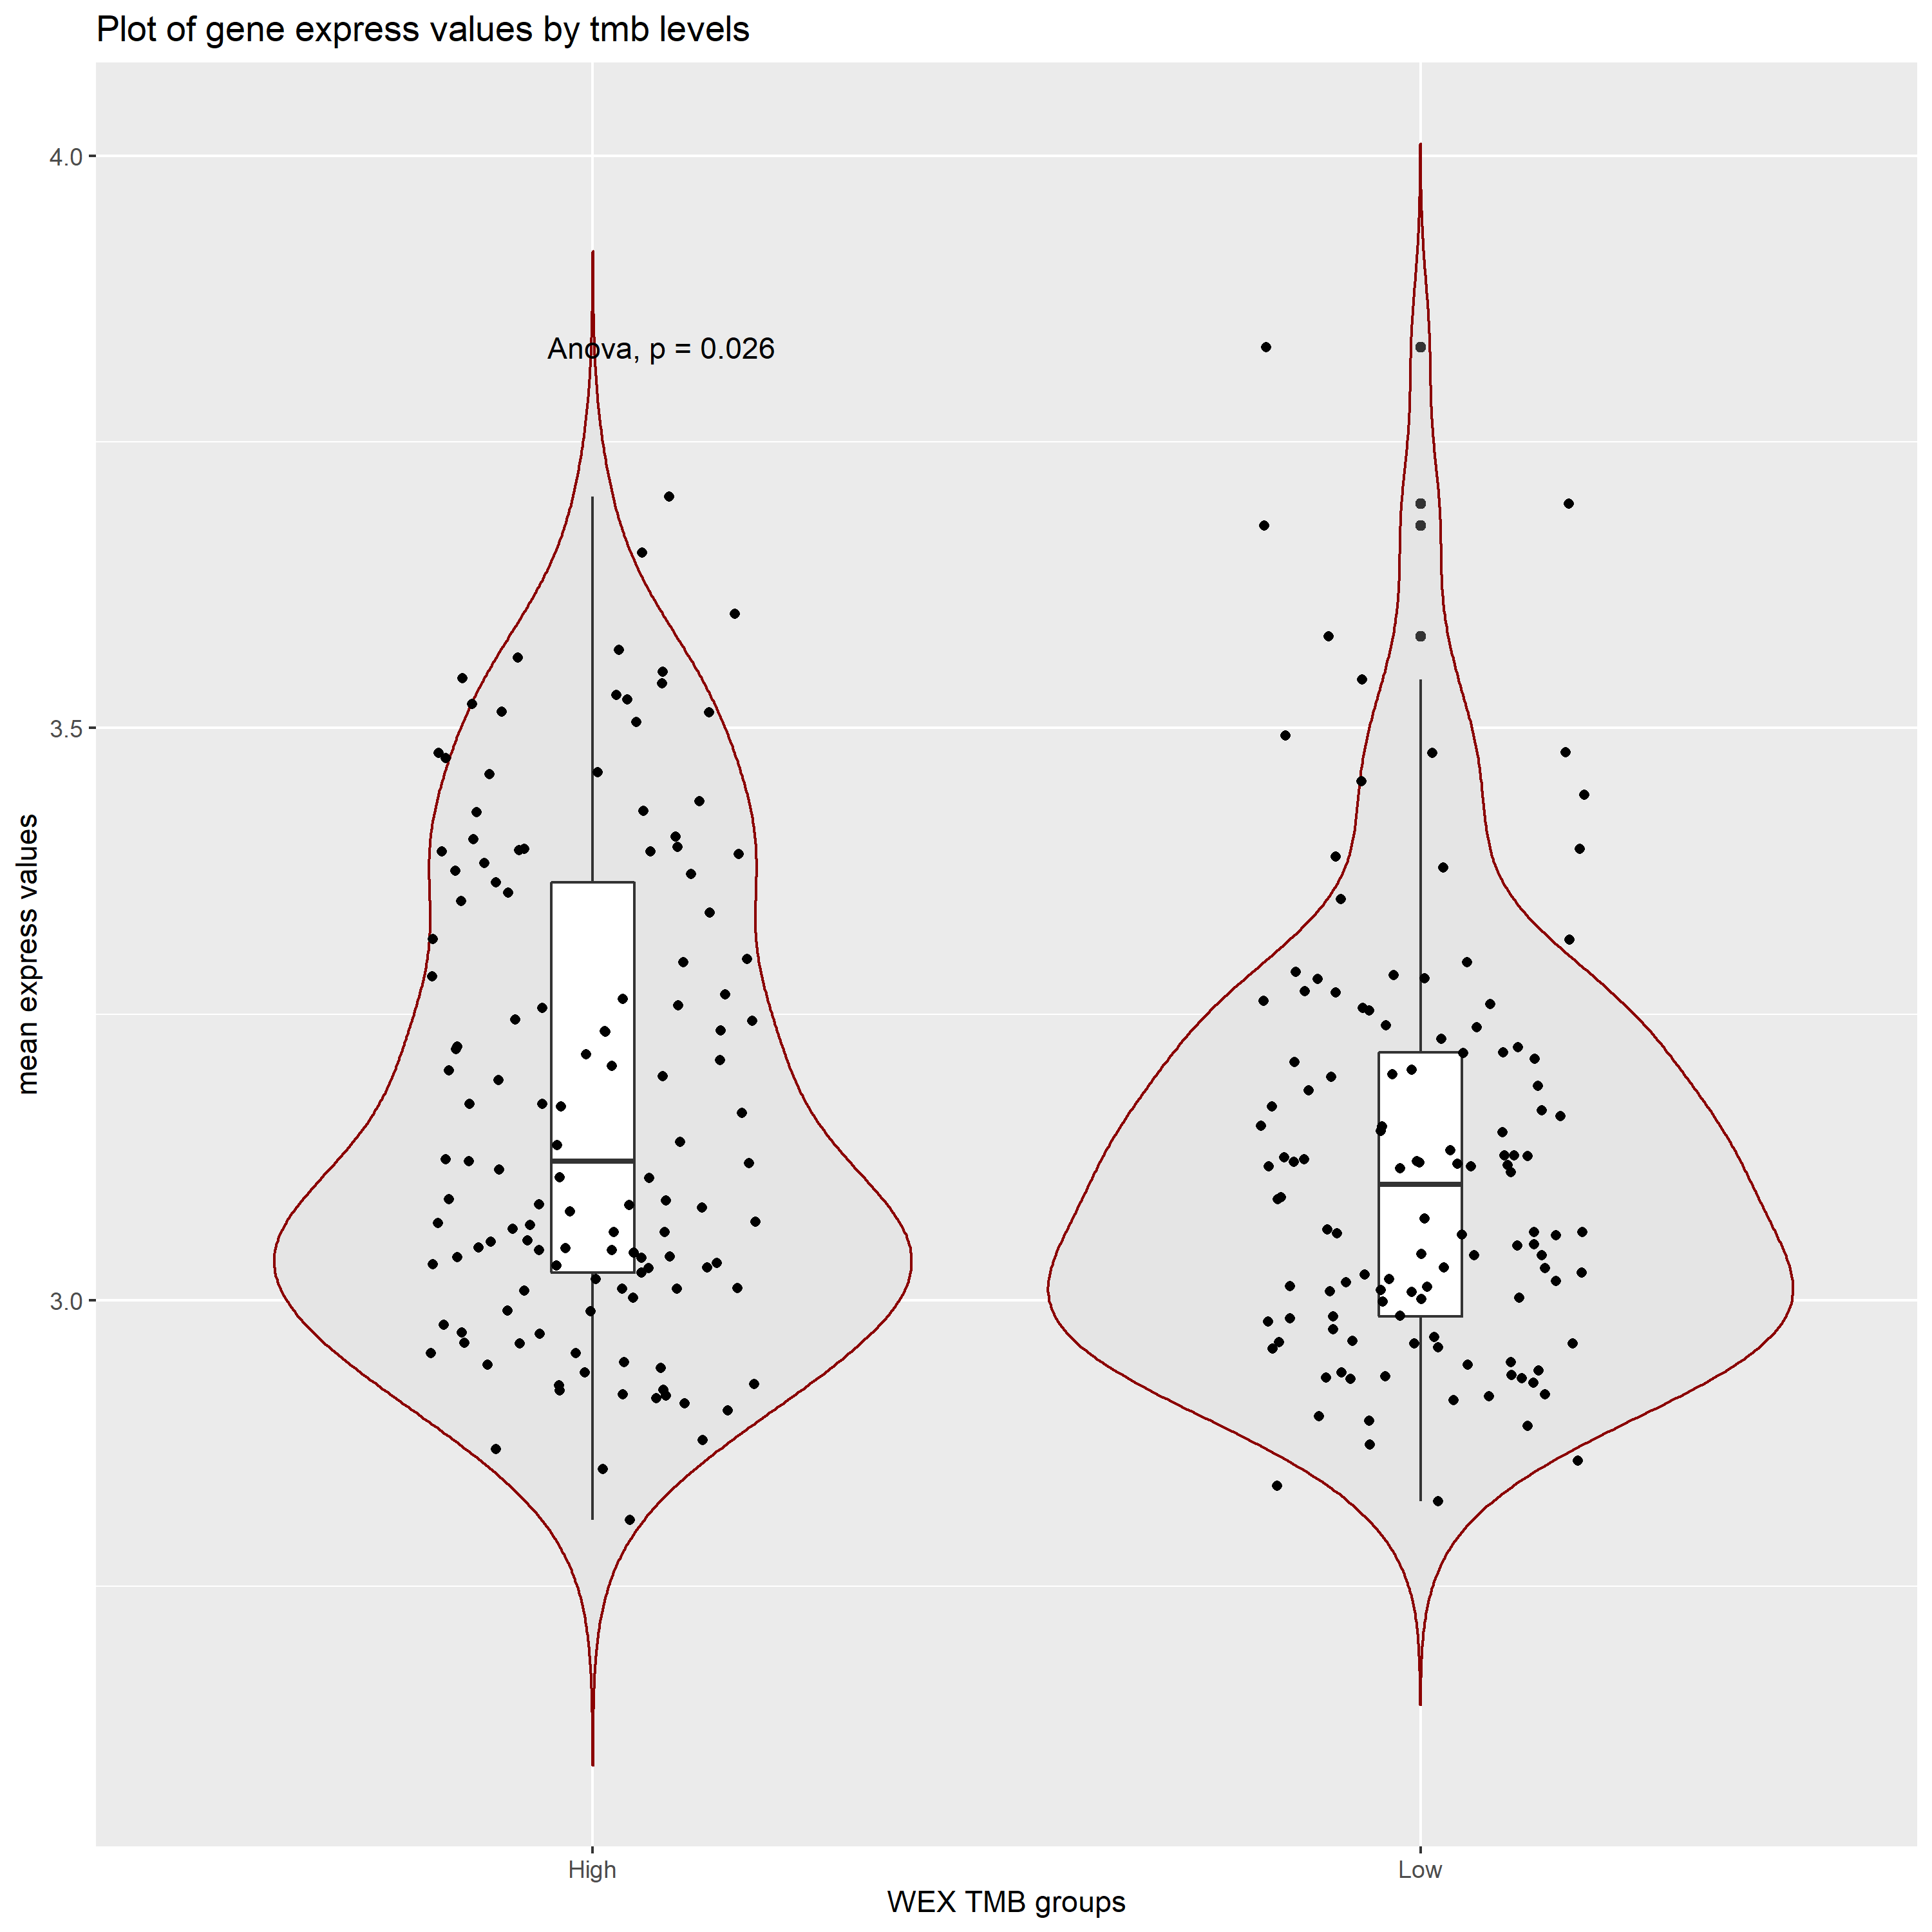 Plot of gene express values by tmb levels
4.0
Anova, p = 0.026
3.5
mean express values
3.0
High
Low
WEX TMB groups